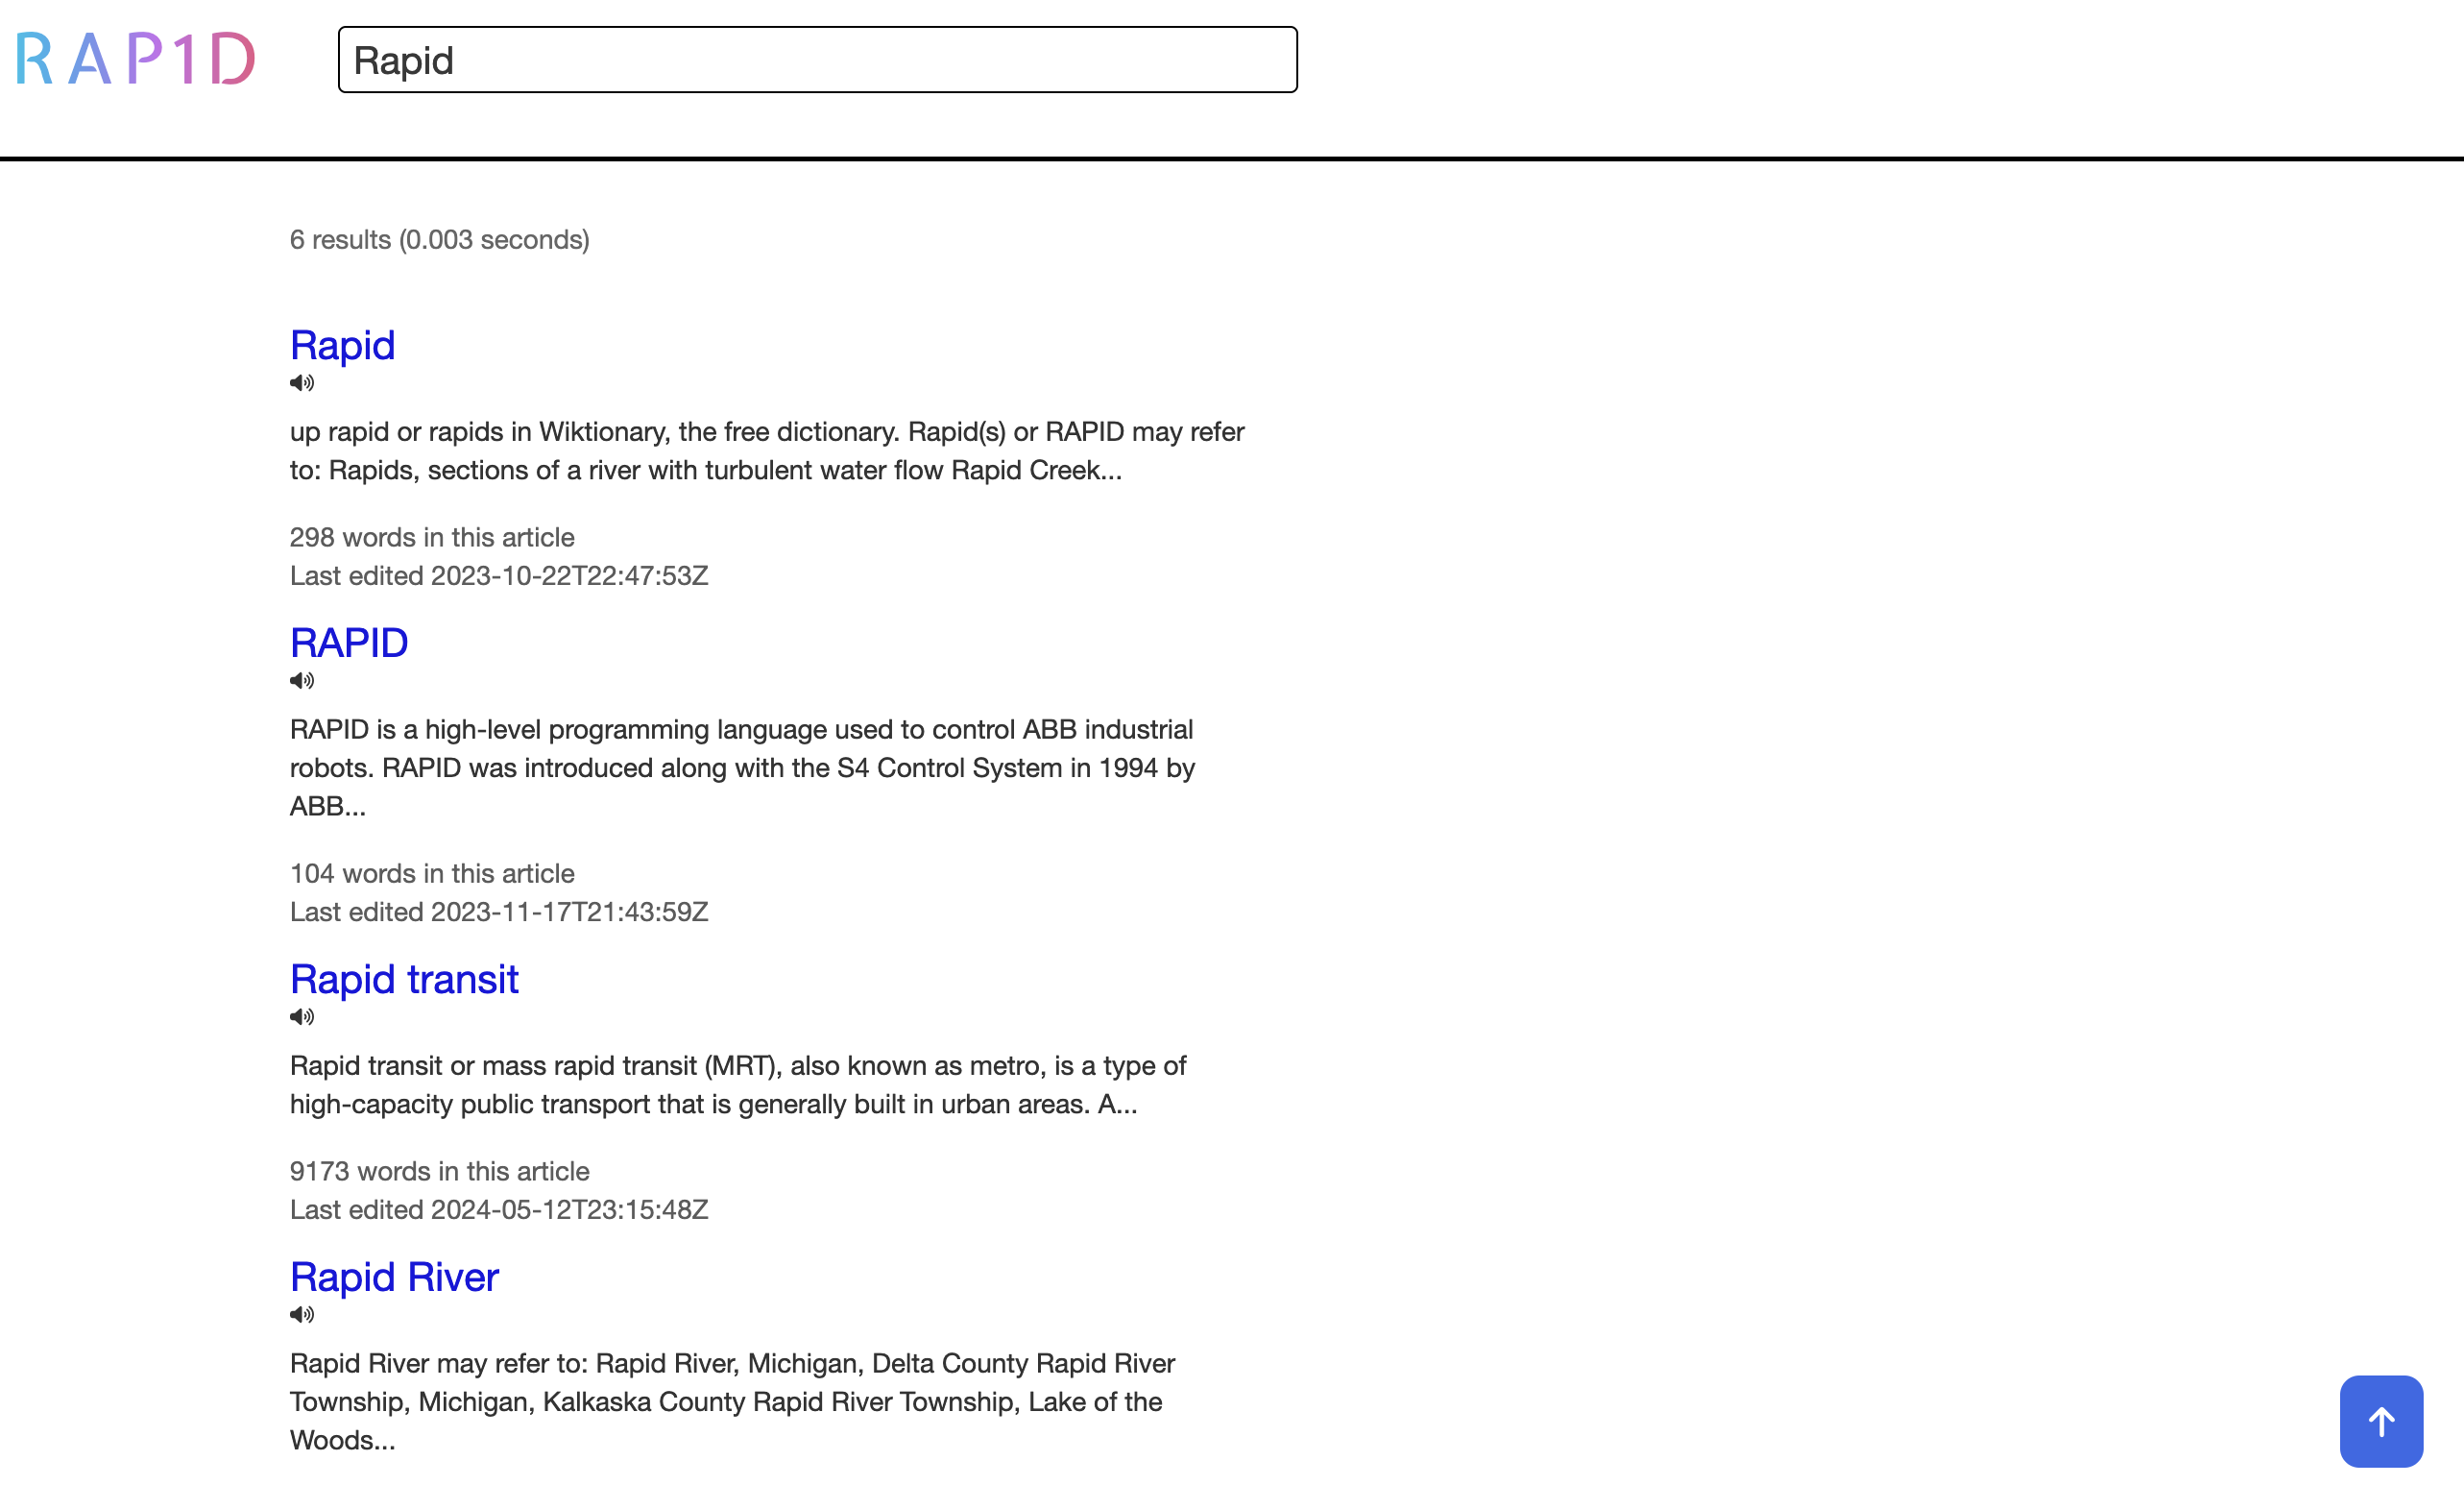 RAP1D
Rapid
6 results (0.003 seconds)
Rapid
up rapid or rapids in Wiktionary, the free dictionary. Rapid(s) or RAPID may refer
to: Rapids, sections of a river with turbulent water flow Rapid Creek...
298 words in this article
Last edited 2023-10-22T22:47:53Z
RAPID
RAPID is a high-level programming language used to control ABB industrial
robots. RAPID was introduced along with the S4 Control System in 1994 by
ABB...
104 words in this article
Last edited 2023-11-17T21:43:59Z
Rapid transit
Rapid transit or mass rapid transit (MRT), also known as metro, is a type of
high-capacity public transport that is generally built in urban areas. A...
9173 words in this article
Last edited 2024-05-12T23:15:48Z
Rapid River
Rapid River may refer to: Rapid River, Michigan, Delta County Rapid River
Township, Michigan, Kalkaska County Rapid River Township, Lake of the
Woods...